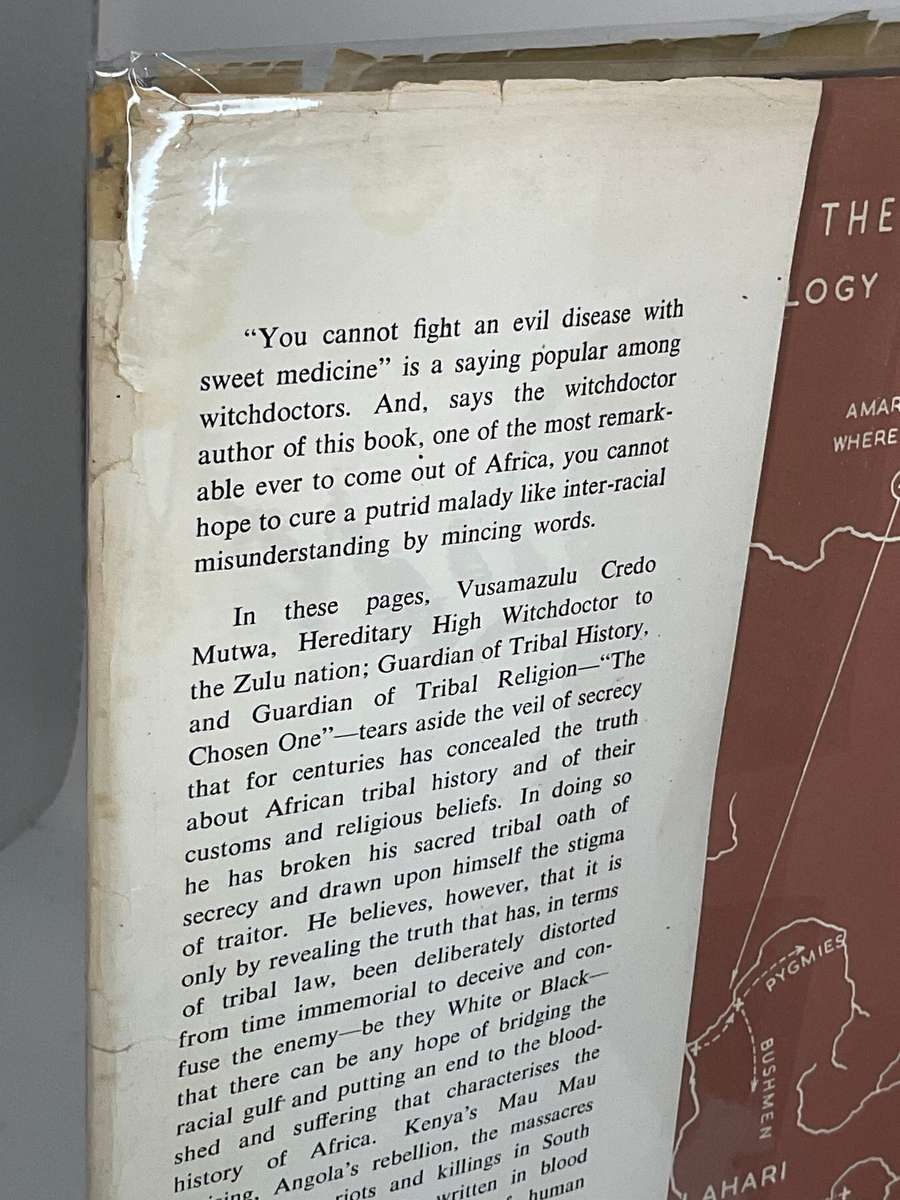 “You cannot fight an evil disease with
sweet medicine” is a saying popular among
witchdoctors. And, says the witchdoctor
author of this book, one of the most remark-
able ever to come out of Africa, you cannot
hope to cure a putrid malady like inter-racial
misunderstanding by mincing words.
In these pages, Vusamazulu Credo
Mutwa, Hereditary High Witchdoctor to
the Zulu nation; Guardian of Tribal History,
and Guardian of Tribal Religion—“The
Chosen One”—tears aside the veil of secrecy
that for centuries has concealed the truth
about African tribal history and of their
customs and religious beliefs. In doing so
he has broken his sacred tribal oath of
secrecy and drawn upon himself the stigma
of traitor. He believes, however, that it is
only by revealing the truth that has, in terms
of tribal law, been deliberately distorted
from time immemorial to deceive and con-
fuse the enemy—be they White or Black—
that there can be any hope of bridging the
racial gulf and putting an end to the blood-
shed and suffering that characterises the
history of Africa. Kenya’s Mau Mau
Angola’s rebellion, the massacres
riots and killings in South
written in blood
human
THE
LOGY
AMAR
WHERE
PYGMIES
BUSHMEN
LAHARI